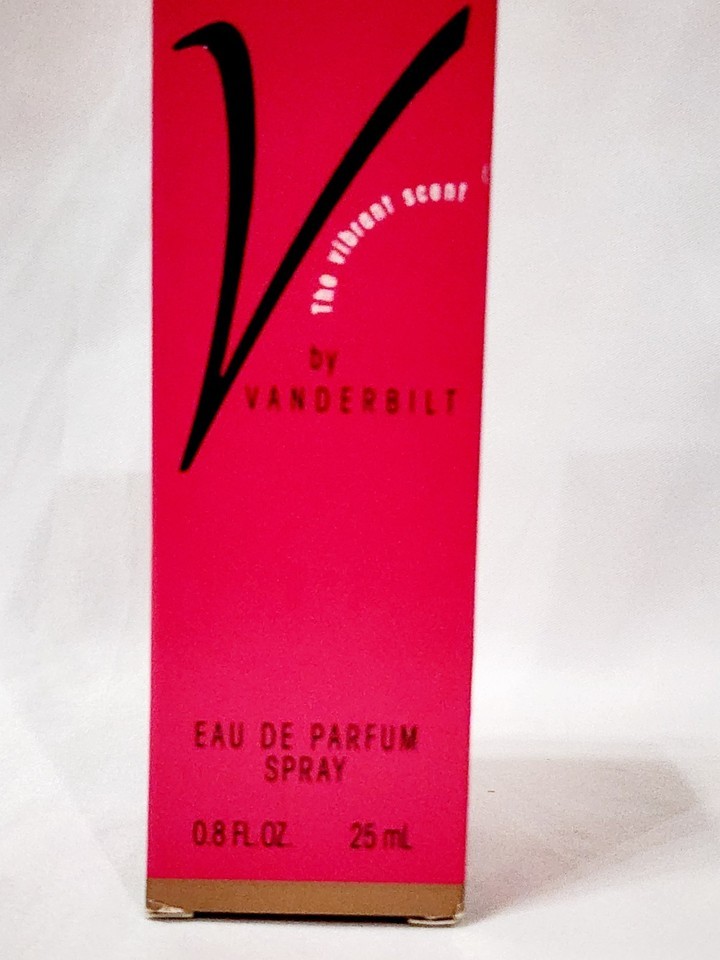 V
The vibrant scent
by
VANDERBILT
EAU DE PARFUM
SPRAY
0.8 FL.OZ. 25 mL